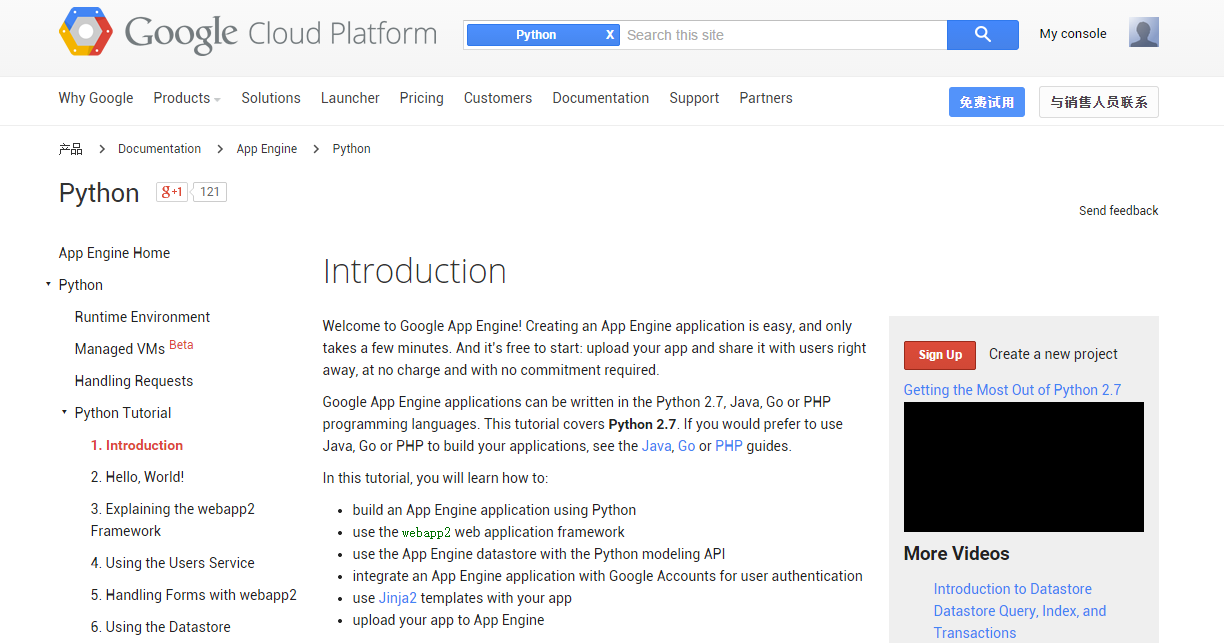 Google Cloud Platform
Python X
Search this site
My console
Why Google Products Solutions Launcher Pricing Customers Documentation Support Partners
免费试用
与销售人员联系
产品 > Documentation > App Engine > Python
Python
g+1 121
Send feedback
App Engine Home
Python
Runtime Environment
Managed VMs Beta
Handling Requests
Python Tutorial
1. Introduction
2. Hello, World!
3. Explaining the webapp2
Framework
4. Using the Users Service
5. Handling Forms with webapp2
6. Using the Datastore
Introduction
Welcome to Google App Engine! Creating an App Engine application is easy, and only
takes a few minutes. And it's free to start: upload your app and share it with users right
away, at no charge and with no commitment required.
Google App Engine applications can be written in the Python 2.7, Java, Go or PHP
programming languages. This tutorial covers Python 2.7. If you would prefer to use
Java, Go or PHP to build your applications, see the Java, Go or PHP guides.
In this tutorial, you will learn how to:
• build an App Engine application using Python
• use the webapp2 web application framework
• use the App Engine datastore with the Python modeling API
• integrate an App Engine application with Google Accounts for user authentication
• use Jinja2 templates with your app
• upload your app to App Engine
Sign Up Create a new project
Getting the Most Out of Python 2.7
More Videos
Introduction to Datastore
Datastore Query, Index, and
Transactions